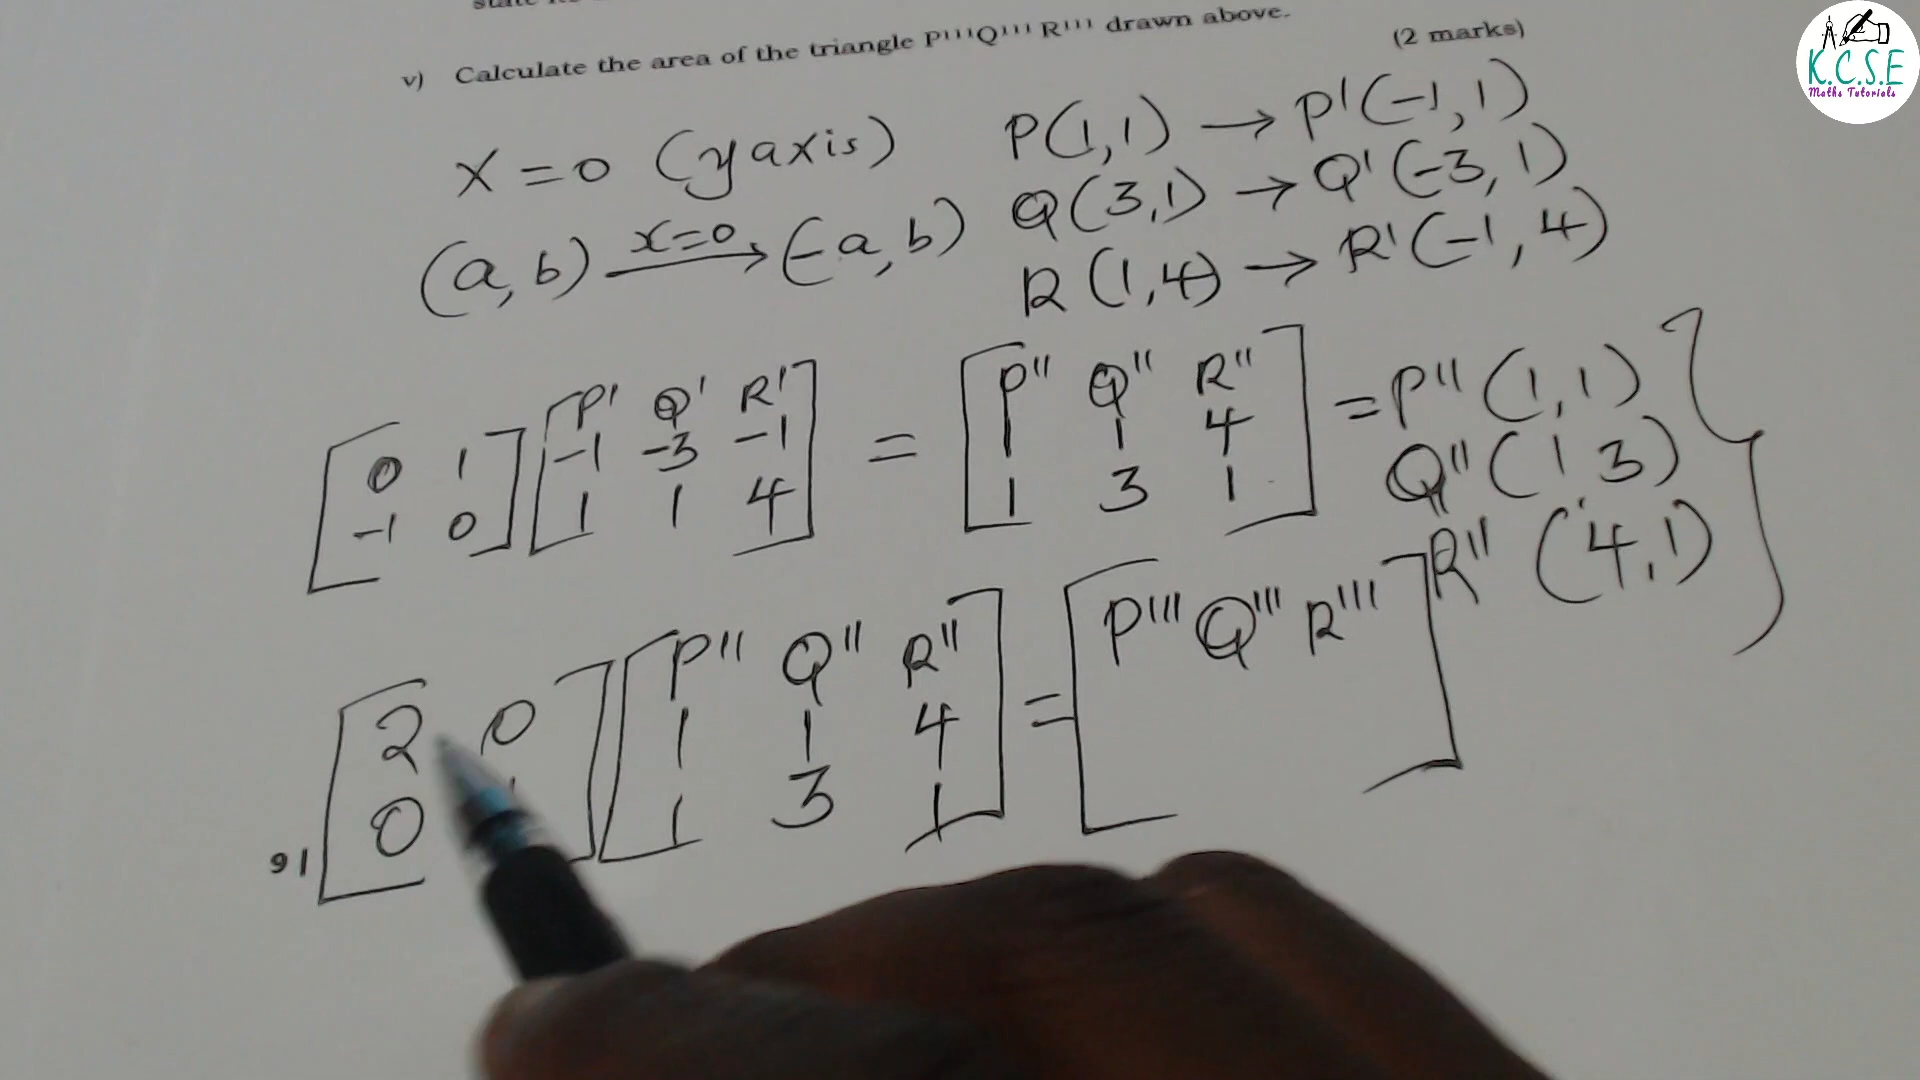 v) Calculate the area of the triangle P'''Q'''R''' drawn above.
(2 marks)
K.C.S.E
Maths Tutorials
x=0 (y axis)
(a,b) x=0 → (-a,b)
P(1,1) → P'(-1,1)
Q(3,1) → Q'(-3,1)
R(1,4) → R'(-1,4)
P' Q' R'
[0 1] [-1 -3 -1]
[-1 0] [1 1 4]
=
P'' Q'' R''
[1 1 4]
[1 3 1]
= P''(1,1)
Q''(1,3)
R''(4,1)
P'' Q'' R''
[2 0] [1 1 4]
[0 ] [1 3 1]
= [P''' Q''' R''']
91